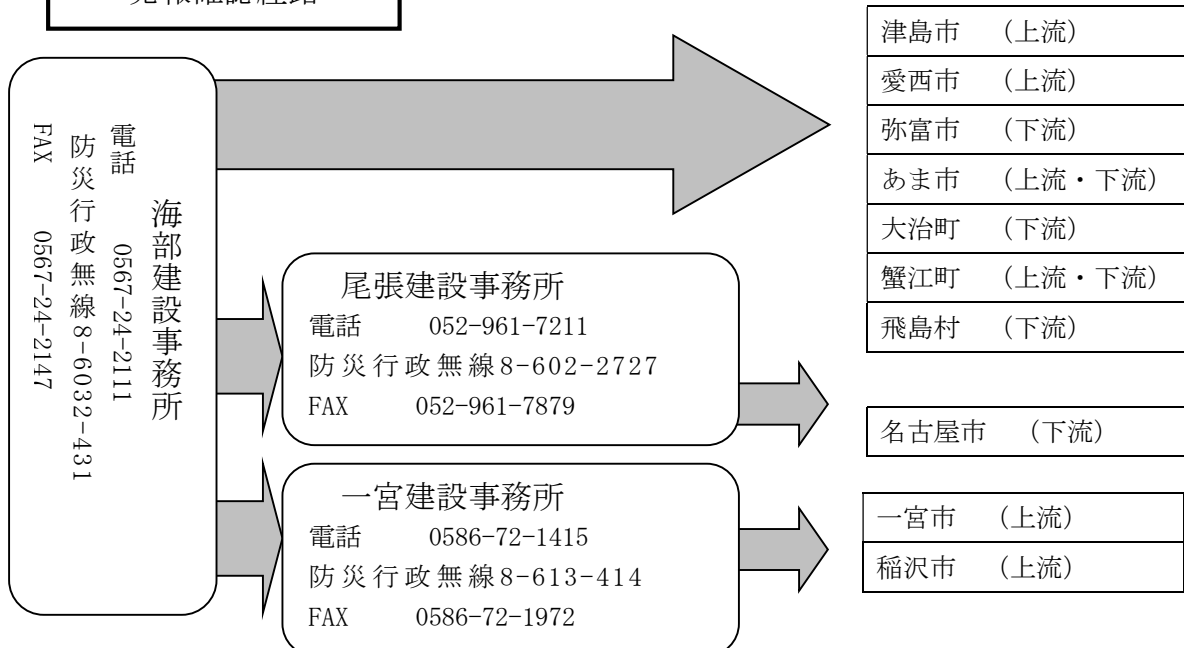 海部建設事務所
電話　0567-24-2111
防災行政無線8-6032-431
FAX　0567-24-2147
尾張建設事務所
電話　052-961-7211
防災行政無線8-602-2727
FAX　052-961-7879
一宮建設事務所
電話　0586-72-1415
防災行政無線8-613-414
FAX　0586-72-1972
津島市　（上流）
愛西市　（上流）
弥富市　（下流）
あま市　（上流・下流）
大治町　（下流）
蟹江町　（上流・下流）
飛島村　（下流）
名古屋市　（下流）
一宮市　（上流）
稲沢市　（上流）